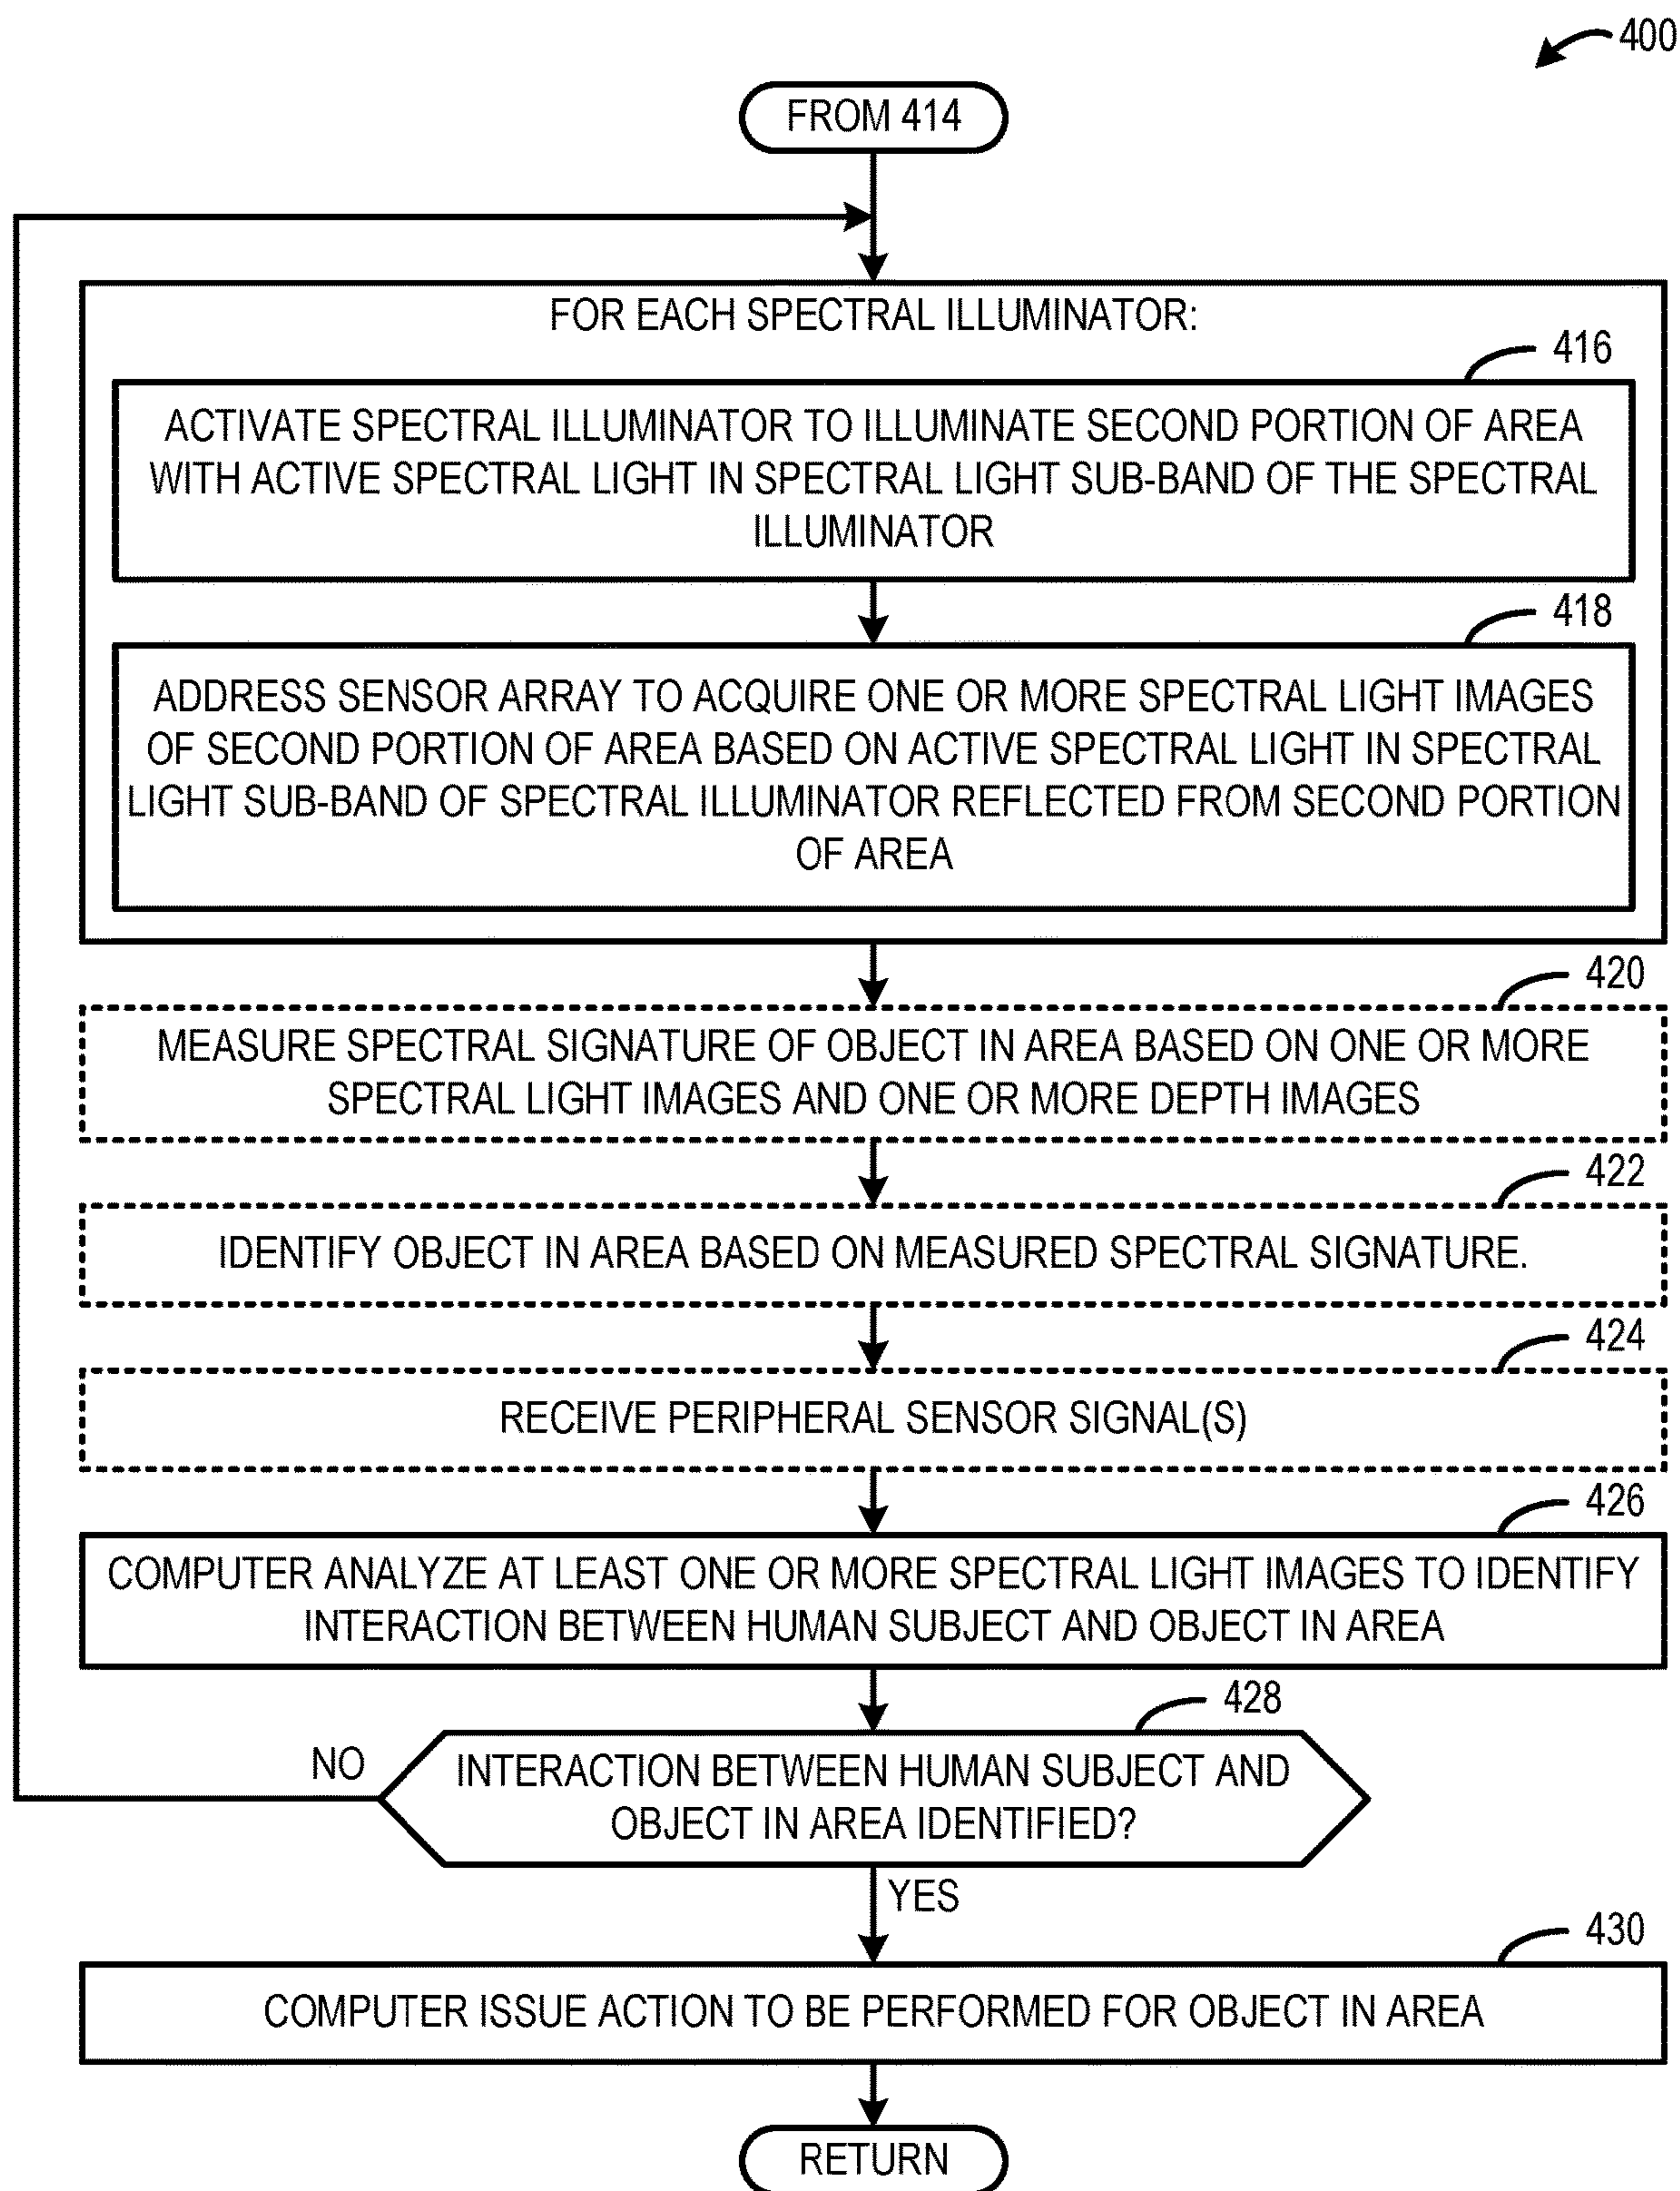 400
FROM 414
FOR EACH SPECTRAL ILLUMINATOR:
416
ACTIVATE SPECTRAL ILLUMINATOR TO ILLUMINATE SECOND PORTION OF AREA
WITH ACTIVE SPECTRAL LIGHT IN SPECTRAL LIGHT SUB-BAND OF THE SPECTRAL
ILLUMINATOR
418
ADDRESS SENSOR ARRAY TO ACQUIRE ONE OR MORE SPECTRAL LIGHT IMAGES
OF SECOND PORTION OF AREA BASED ON ACTIVE SPECTRAL LIGHT IN SPECTRAL
LIGHT SUB-BAND OF SPECTRAL ILLUMINATOR REFLECTED FROM SECOND PORTION
OF AREA
420
MEASURE SPECTRAL SIGNATURE OF OBJECT IN AREA BASED ON ONE OR MORE
SPECTRAL LIGHT IMAGES AND ONE OR MORE DEPTH IMAGES
422
IDENTIFY OBJECT IN AREA BASED ON MEASURED SPECTRAL SIGNATURE.
424
RECEIVE PERIPHERAL SENSOR SIGNAL(S)
426
COMPUTER ANALYZE AT LEAST ONE OR MORE SPECTRAL LIGHT IMAGES TO IDENTIFY
INTERACTION BETWEEN HUMAN SUBJECT AND OBJECT IN AREA
428
NO
INTERACTION BETWEEN HUMAN SUBJECT AND
OBJECT IN AREA IDENTIFIED?
YES
430
COMPUTER ISSUE ACTION TO BE PERFORMED FOR OBJECT IN AREA
RETURN